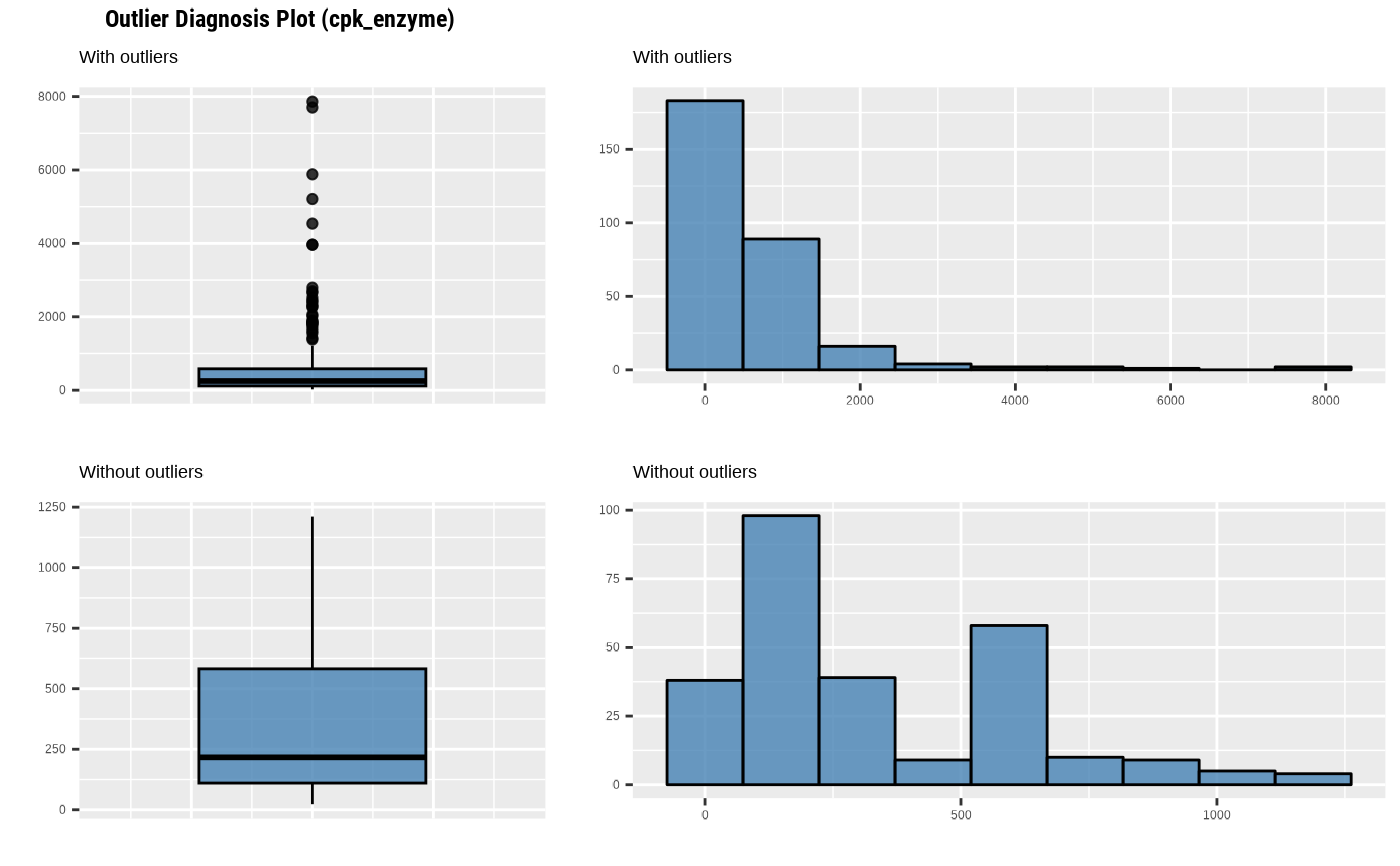 Outlier Diagnosis Plot (cpk_enzyme)
With outliers
8000
6000
4000
2000
0
With outliers
150
100
50
0
0 2000 4000 6000 8000
Without outliers
1250
1000
750
500
250
0
Without outliers
100
75
50
25
0
0 500 1000